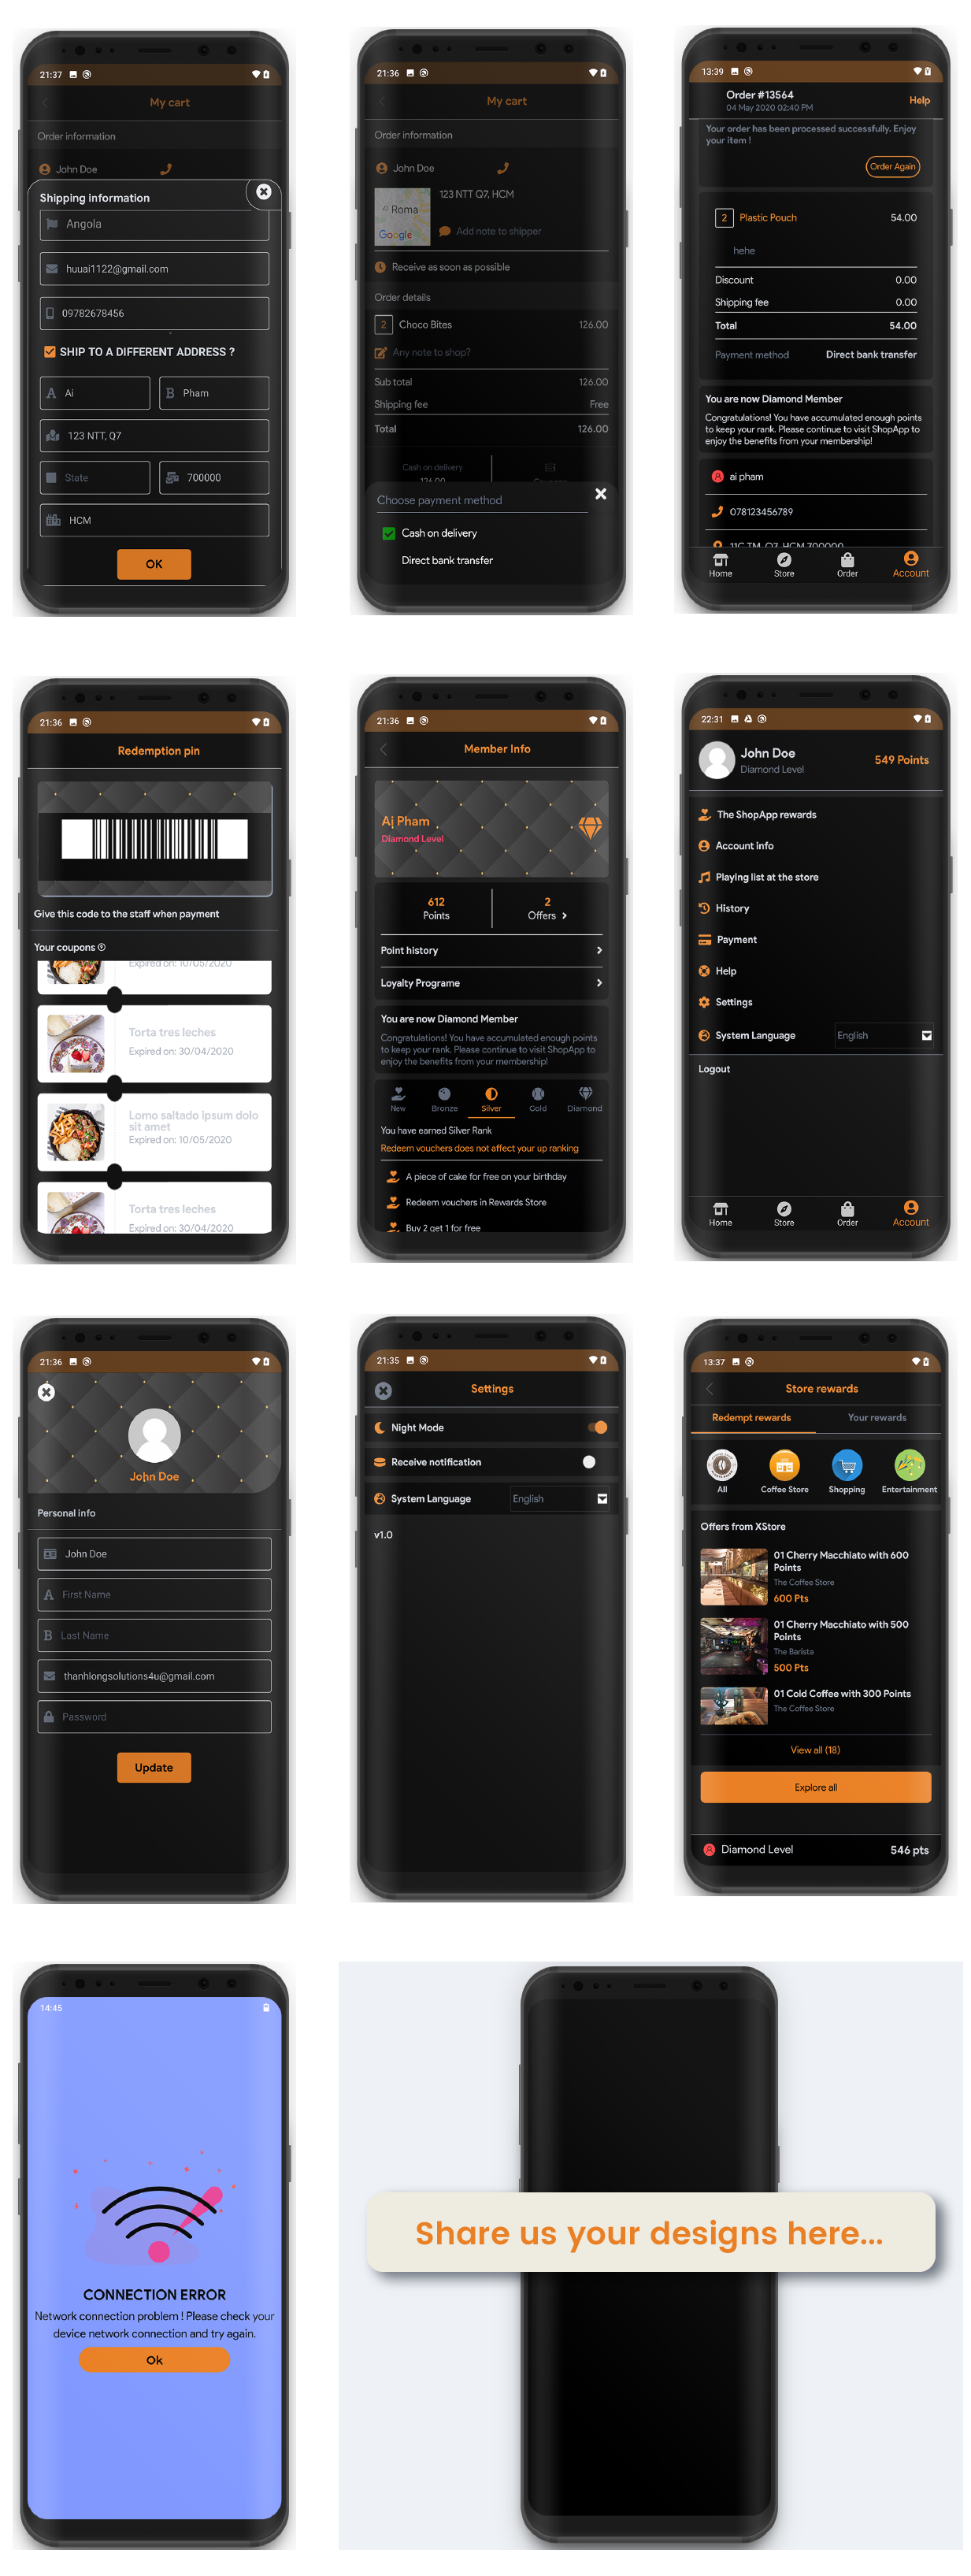 21:37
My cart
Order information
John Doe
Shipping information
Angola
huuai1122@gmail.com
09782678456
SHIP TO A DIFFERENT ADDRESS ?
A Ai
B Pham
123 NTT, Q7
State
700000
HCM
OK
21:36
My cart
Order information
John Doe
Roma
Google
123 NTT Q7, HCM
Add note to shipper
Receive as soon as possible
Order details
2 Choco Bites 126.00
Any note to shop?
Sub total 126.00
Shipping fee Free
Total 126.00
Cash on delivery
126.00
Coupons
Choose payment method
Cash on delivery
Direct bank transfer
13:39
Order #13564
04 May 2020 02:40 PM
Help
Your order has been processed successfully. Enjoy
your item !
Order Again
2 Plastic Pouch 54.00
hehe
Discount 0.00
Shipping fee 0.00
Total 54.00
Payment method Direct bank transfer
You are now Diamond Member
Congratulations! You have accumulated enough points
to keep your rank. Please continue to visit ShopApp to
enjoy the benefits from your membership!
ai pham
078123456789
11C TM, Q7, HCM 700000
Home
Store
Order
Account
21:36
Redemption pin
Give this code to the staff when payment
Your coupons
Expired on: 10/05/2020
Torta tres leches
Expired on: 30/04/2020
Lomo saltado ipsum dolo
sit amet
Expired on: 10/05/2020
Torta tres leches
Expired on: 30/04/2020
21:36
Member Info
Ai Pham
Diamond Level
612
Points
2
Offers
Point history
Loyalty Programe
You are now Diamond Member
Congratulations! You have accumulated enough points
to keep your rank. Please continue to visit ShopApp to
enjoy the benefits from your membership!
New
Bronze
Silver
Gold
Diamond
You have earned Silver Rank
Redeem vouchers does not affect your up ranking
A piece of cake for free on your birthday
Redeem vouchers in Rewards Store
Buy 2 get 1 for free
22:31
John Doe
Diamond Level
549 Points
The ShopApp rewards
Account info
Playing list at the store
History
Payment
Help
Settings
System Language
English
Logout
Home
Store
Order
Account
21:36
John Doe
Personal info
John Doe
A First Name
B Last Name
thanhlongsolutions4u@gmail.com
Password
Update
21:35
Settings
Night Mode
Receive notification
System Language
English
v1.0
13:37
Store rewards
Redempt rewards
Your rewards
All
Coffee Store
Shopping
Entertainment
Offers from XStore
01 Cherry Macchiato with 600
Points
The Coffee Store
600 Pts
01 Cherry Macchiato with 500
Points
The Barista
500 Pts
01 Cold Coffee with 300 Points
The Coffee Store
View all (18)
Explore all
Diamond Level
546 pts
14:45
CONNECTION ERROR
Network connection problem ! Please check your
device network connection and try again.
Ok
Share us your designs here...